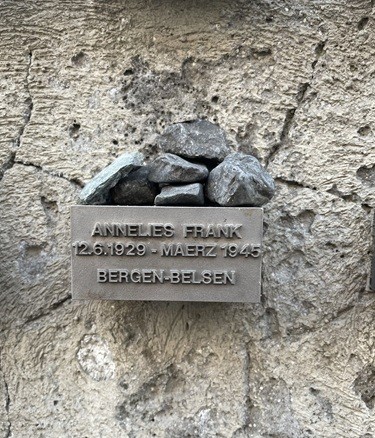 ANNELIES FRANK
12.6.1929 - MAERZ 1945
BERGEN-BELSEN